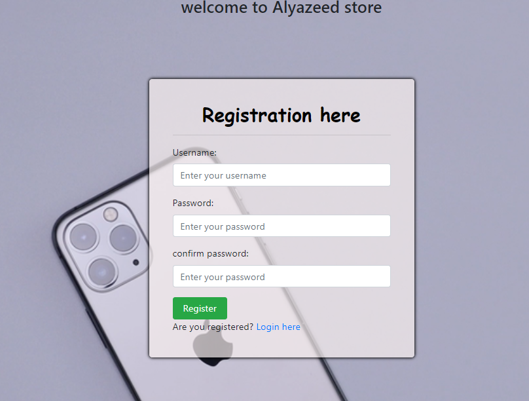 welcome to Alyazeed store
Registration here
Username:
Enter your username
Password:
Enter your password
confirm password:
Enter your password
Register
Are you registered? Login here